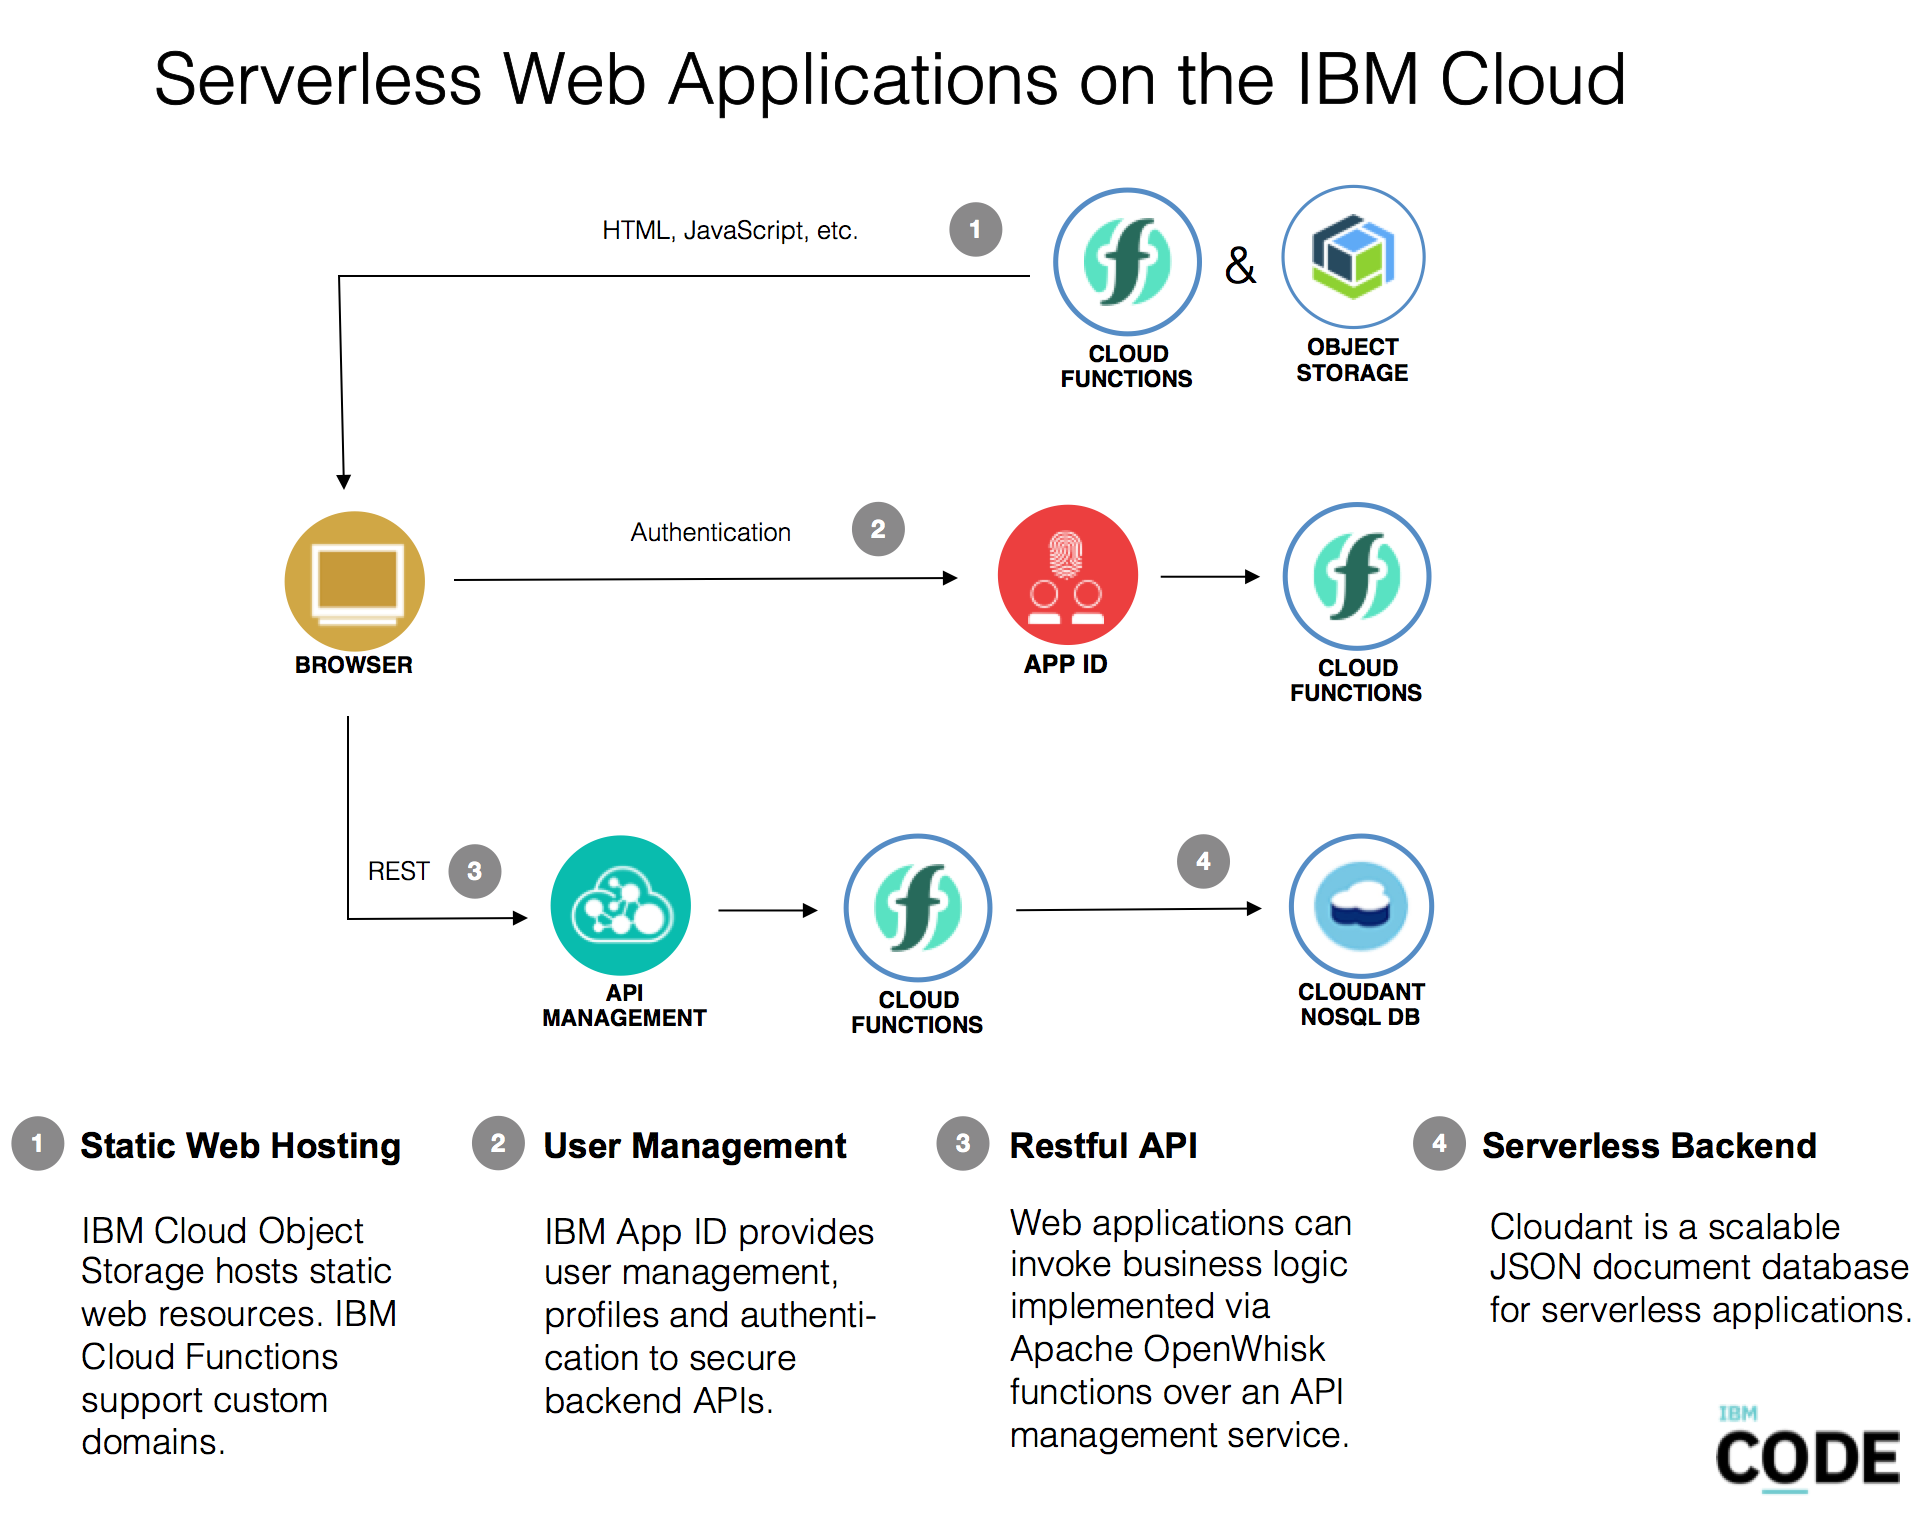 Serverless Web Applications on the IBM Cloud
HTML, JavaScript, etc.
1
&
CLOUD
FUNCTIONS
OBJECT
STORAGE
Authentication
2
BROWSER
APP ID
CLOUD
FUNCTIONS
REST
3
4
API
MANAGEMENT
CLOUD
FUNCTIONS
CLOUDANT
NOSQL DB
1 Static Web Hosting
IBM Cloud Object
Storage hosts static
web resources. IBM
Cloud Functions
support custom
domains.
2 User Management
IBM App ID provides
user management,
profiles and authenti-
cation to secure
backend APIs.
3 Restful API
Web applications can
invoke business logic
implemented via
Apache OpenWhisk
functions over an API
management service.
4 Serverless Backend
Cloudant is a scalable
JSON document database
for serverless applications.
IBM
CODE